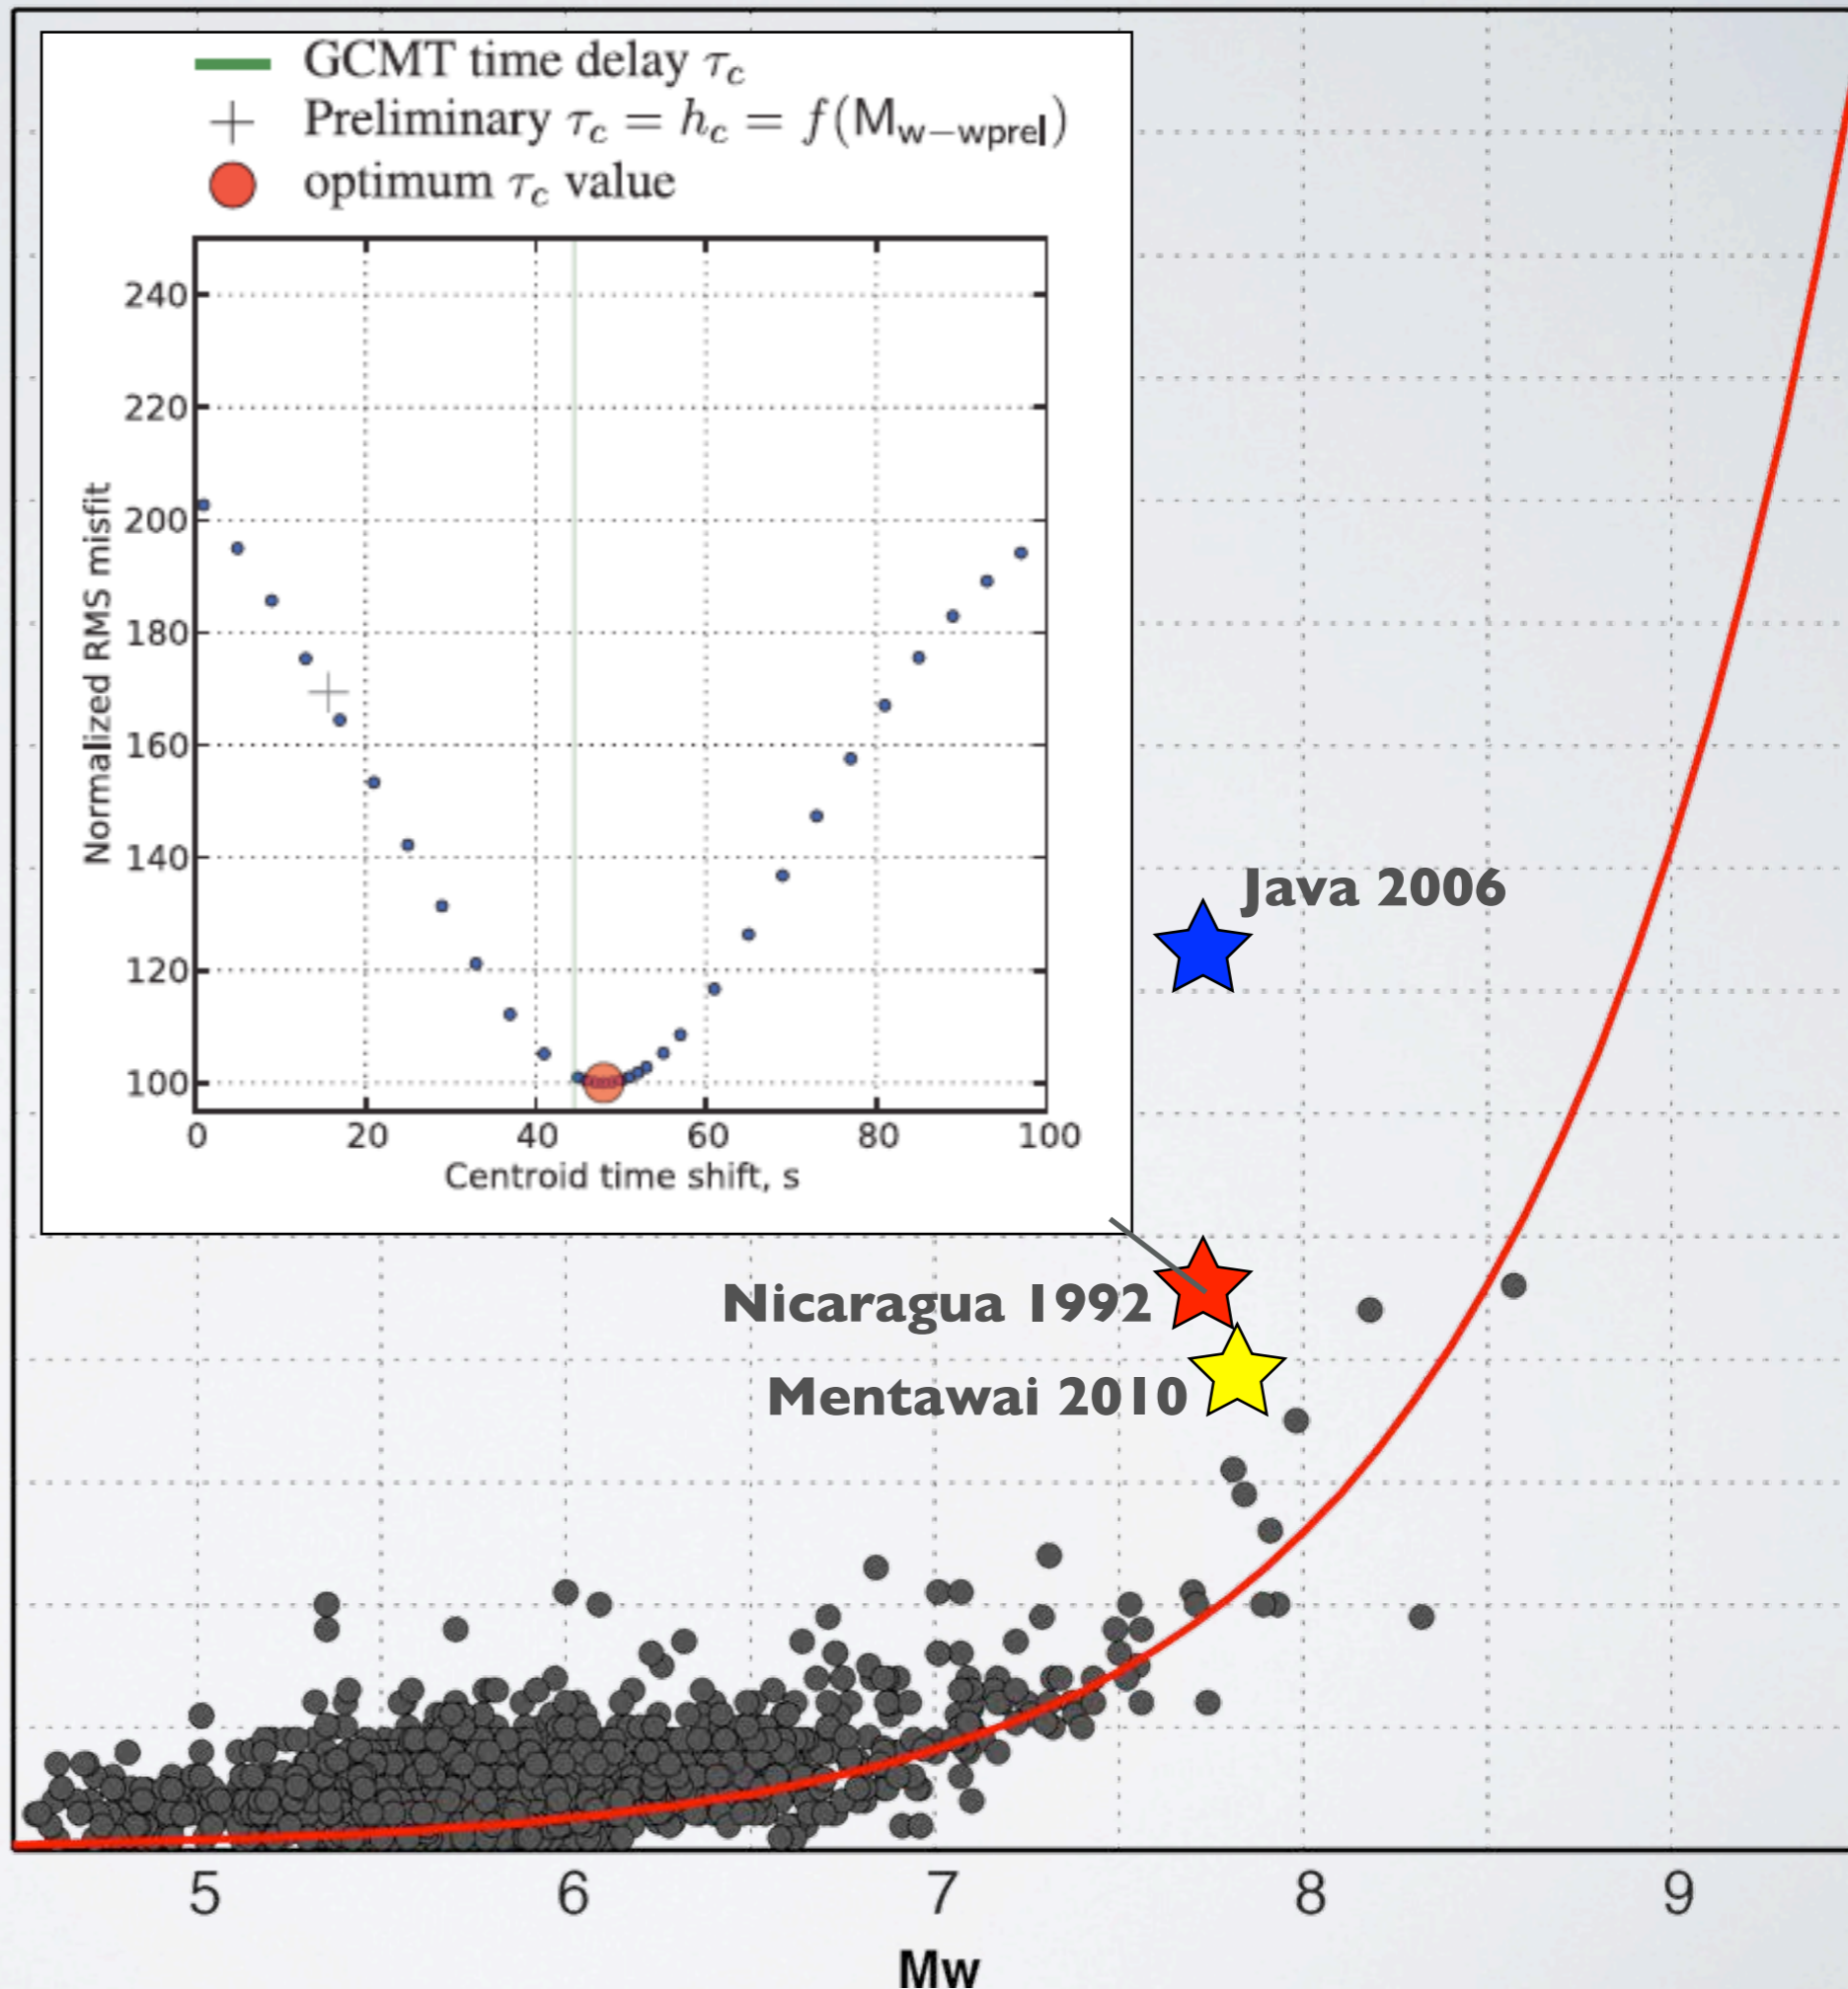 GCMT time delay τc
Preliminary τc = hc = f(Mw−wprel)
optimum τc value
240
220
200
180
160
140
120
100
Normalized RMS misfit
0 20 40 60 80 100
Centroid time shift, s
Java 2006
Nicaragua 1992
Mentawai 2010
5 6 7 8 9
Mw